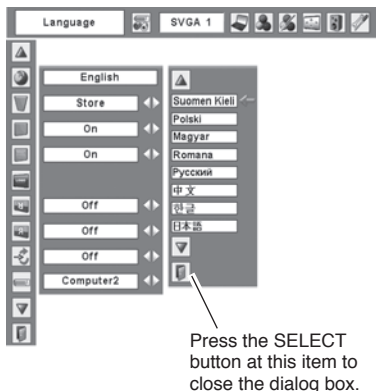 Language
SVGA 1
English
Store
On
On
Off
Off
Off
Computer2
Suomen Kieli
Polski
Magyar
Romana
Русский
中文
한글
日本語
Press the SELECT
button at this item to
close the dialog box.